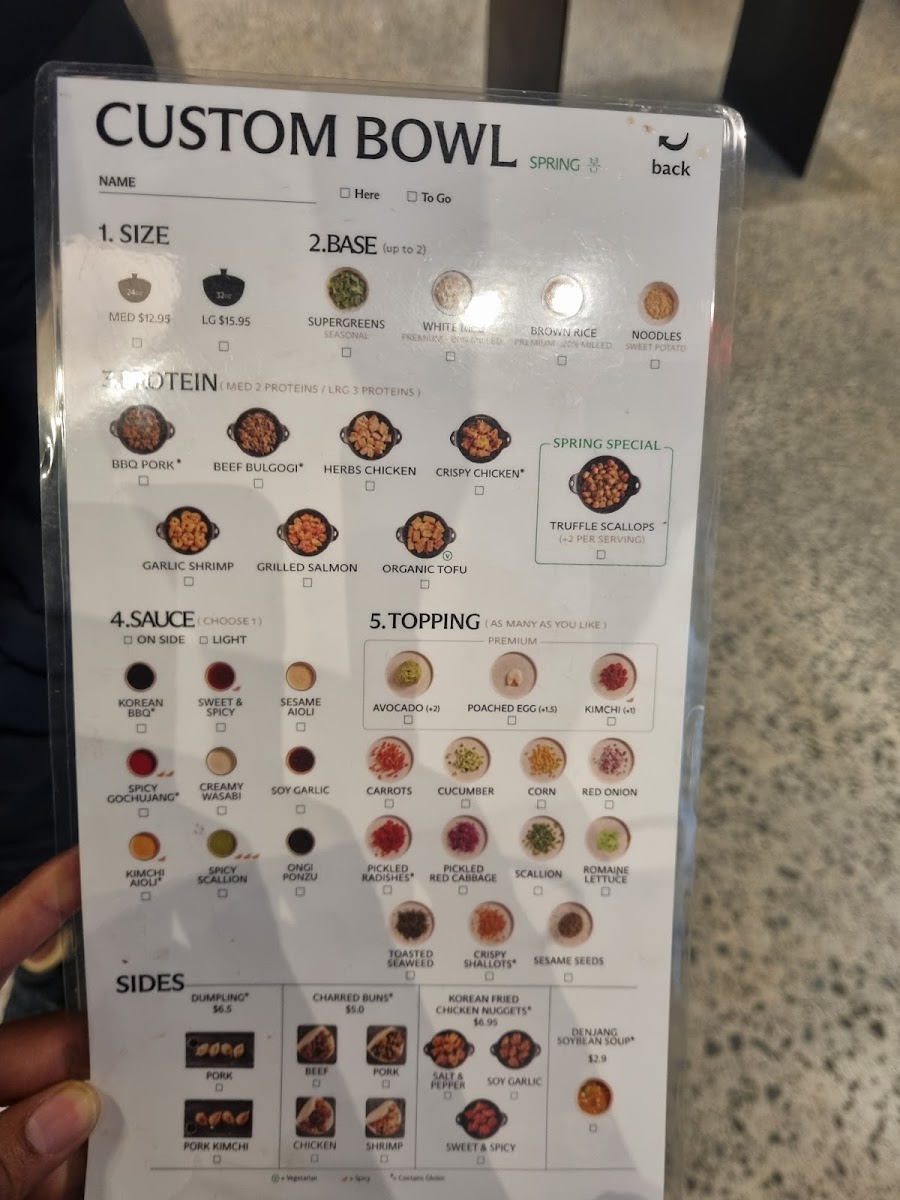 CUSTOM BOWL SPRING
back
NAME
Here To Go
1. SIZE
2.BASE (up to 2)
24oz 32oz
MED $12.95 LG $15.95
SUPERGREENS WHITE RICE BROWN RICE NOODLES
SEASONAL PREMIUM - 20% MILLED PREMIUM - 20% MILLED SWEET POTATO
3.PROTEIN ( MED 2 PROTEINS / LRG 3 PROTEINS )
BBQ PORK* BEEF BULGOGI* HERBS CHICKEN CRISPY CHICKEN*
SPRING SPECIAL
TRUFFLE SCALLOPS
(+2 PER SERVING)
GARLIC SHRIMP GRILLED SALMON ORGANIC TOFU
V
4.SAUCE ( CHOOSE 1 )
ON SIDE LIGHT
KOREAN BBQ* SWEET & SPICY SESAME AIOLI
SPICY GOCHUJANG* CREAMY WASABI SOY GARLIC
KIMCHI AIOLI* SPICY SCALLION ONGI PONZU
5.TOPPING ( AS MANY AS YOU LIKE )
PREMIUM
AVOCADO (+2) POACHED EGG (+1.5) KIMCHI (+1)
CARROTS CUCUMBER CORN RED ONION
PICKLED RADISHES* PICKLED RED CABBAGE SCALLION ROMAINE LETTUCE
TOASTED SEAWEED CRISPY SHALLOTS* SESAME SEEDS
SIDES
DUMPLING*
$6.5
PORK
PORK KIMCHI
CHARRED BUNS*
$5.0
BEEF PORK
CHICKEN SHRIMP
KOREAN FRIED
CHICKEN NUGGETS*
$6.95
SALT & PEPPER SOY GARLIC
SWEET & SPICY
DENJANG
SOYBEAN SOUP*
$2.9
V = Vegetarian = Spicy * Contains Gluten